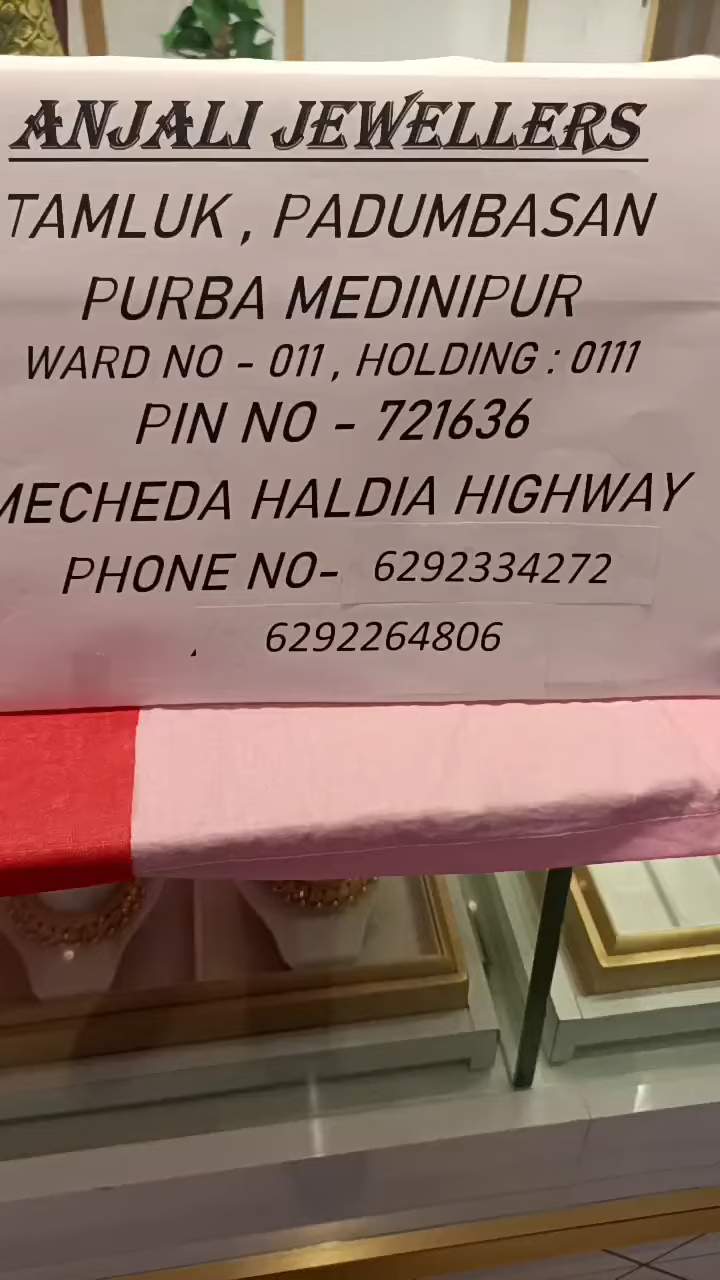 ANJALI JEWELLERS
TAMLUK , PADUMBASAN
PURBA MEDINIPUR
WARD NO - 011 , HOLDING : 0111
PIN NO - 721636
MECHEDA HALDIA HIGHWAY
PHONE NO- 6292334272
6292264806